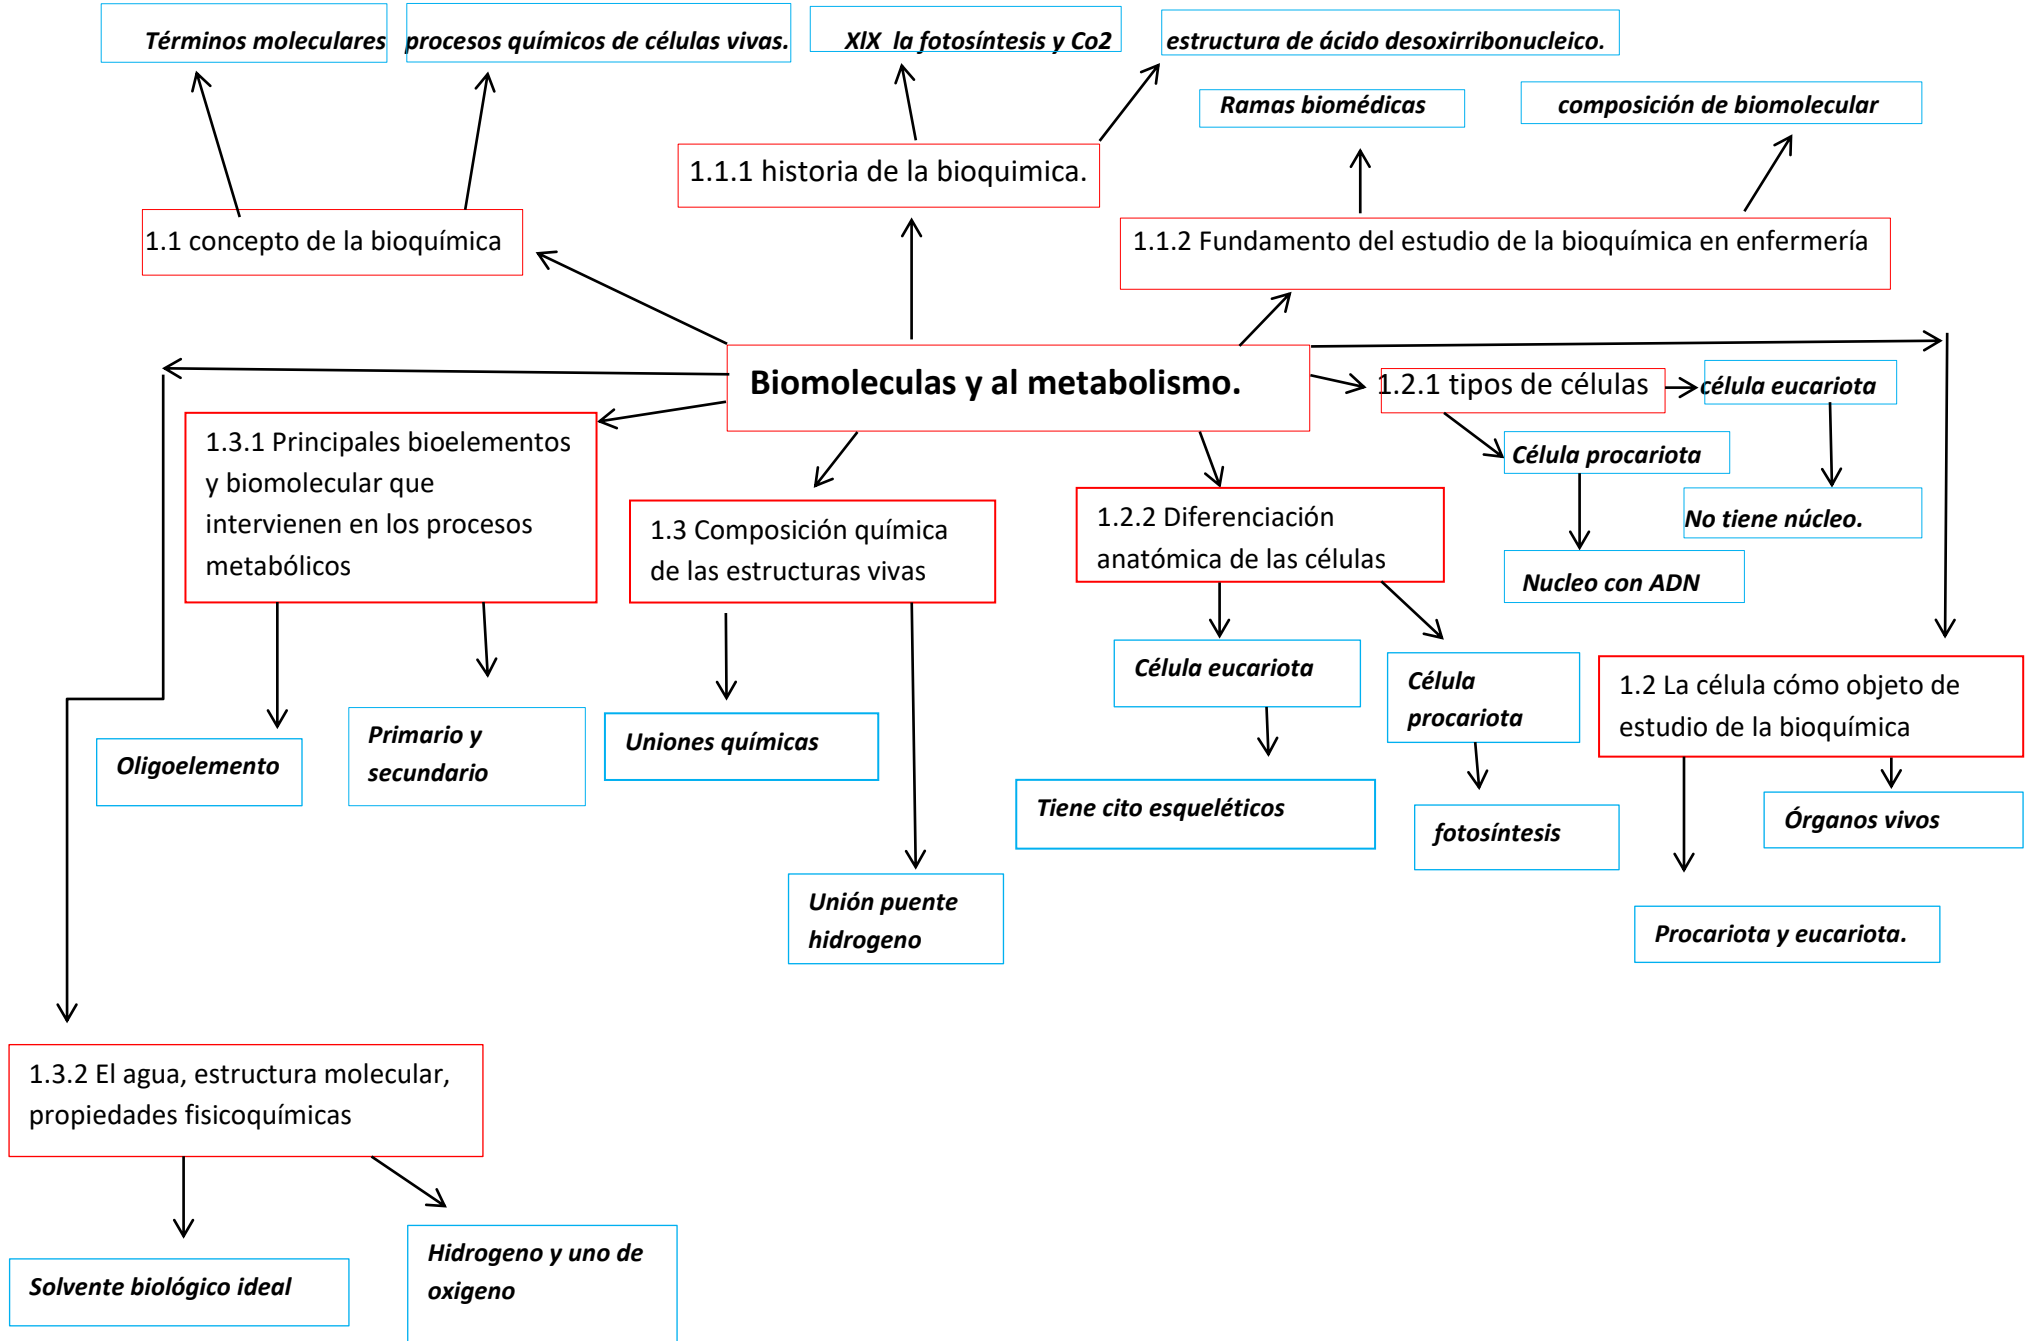 Términos moleculares
procesos químicos de células vivas.
XlX la fotosíntesis y Co2
estructura de ácido desoxirribonucleico.
Ramas biomédicas
composición de biomolecular
1.1.1 historia de la bioquimica.
1.1 concepto de la bioquímica
1.1.2 Fundamento del estudio de la bioquímica en enfermería
Biomoleculas y al metabolismo.
1.2.1 tipos de células
célula eucariota
Célula procariota
No tiene núcleo.
Nucleo con ADN
1.3.1 Principales bioelementos
y biomolecular que
intervienen en los procesos
metabólicos
1.3 Composición química
de las estructuras vivas
1.2.2 Diferenciación
anatómica de las células
Célula eucariota
Célula
procariota
1.2 La célula cómo objeto de
estudio de la bioquímica
Oligoelemento
Primario y
secundario
Uniones químicas
Tiene cito esqueléticos
fotosíntesis
Órganos vivos
Unión puente
hidrogeno
Procariota y eucariota.
1.3.2 El agua, estructura molecular,
propiedades fisicoquímicas
Solvente biológico ideal
Hidrogeno y uno de
oxigeno